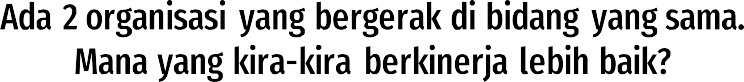 Ada 2 organisasi yang bergerak di bidang yang sama.
Mana yang kira-kira berkinerja lebih baik?